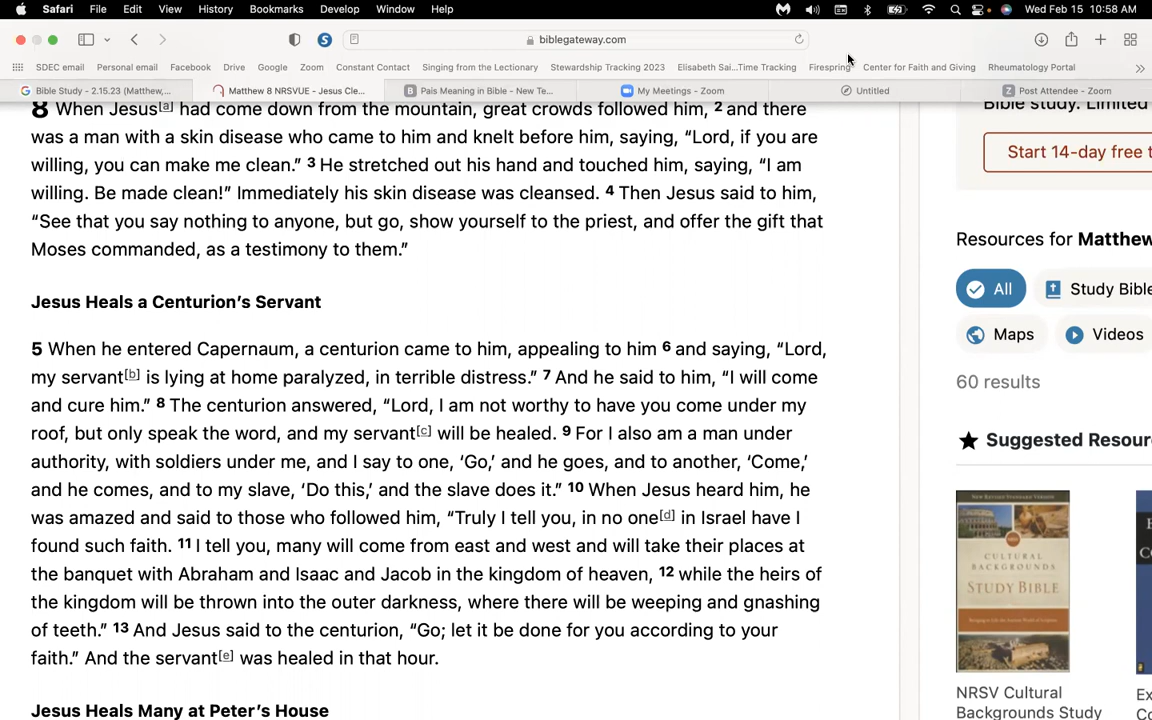 Safari File Edit View History Bookmarks Develop Window Help Wed Feb 15 10:58 AM
biblegateway.com
SDEC email Personal email Facebook Drive Google Zoom Constant Contact Singing from the Lectionary Stewardship Tracking 2023 Elisabeth Sai...Time Tracking Firespring Center for Faith and Giving Rheumatology Portal
Bible Study - 2.15.23 (Matthew,... Matthew 8 NRSVUE - Jesus Cle... Pais Meaning in Bible - New Te... My Meetings - Zoom Untitled Post Attendee - Zoom
8 When Jesus[a] had come down from the mountain, great crowds followed him, 2 and there
was a man with a skin disease who came to him and knelt before him, saying, “Lord, if you are
willing, you can make me clean.” 3 He stretched out his hand and touched him, saying, “I am
willing. Be made clean!” Immediately his skin disease was cleansed. 4 Then Jesus said to him,
“See that you say nothing to anyone, but go, show yourself to the priest, and offer the gift that
Moses commanded, as a testimony to them.”
Jesus Heals a Centurion’s Servant
5 When he entered Capernaum, a centurion came to him, appealing to him 6 and saying, “Lord,
my servant[b] is lying at home paralyzed, in terrible distress.” 7 And he said to him, “I will come
and cure him.” 8 The centurion answered, “Lord, I am not worthy to have you come under my
roof, but only speak the word, and my servant[c] will be healed. 9 For I also am a man under
authority, with soldiers under me, and I say to one, ‘Go,’ and he goes, and to another, ‘Come,’
and he comes, and to my slave, ‘Do this,’ and the slave does it.” 10 When Jesus heard him, he
was amazed and said to those who followed him, “Truly I tell you, in no one[d] in Israel have I
found such faith. 11 I tell you, many will come from east and west and will take their places at
the banquet with Abraham and Isaac and Jacob in the kingdom of heaven, 12 while the heirs of
the kingdom will be thrown into the outer darkness, where there will be weeping and gnashing
of teeth.” 13 And Jesus said to the centurion, “Go; let it be done for you according to your
faith.” And the servant[e] was healed in that hour.
Jesus Heals Many at Peter’s House
Bible study. Limited
Start 14-day free t
Resources for Matthew
All Study Bible
Maps Videos
60 results
Suggested Resour
CULTURAL
BACKGROUNDS
STUDY BIBLE
NRSV Cultural
Backgrounds Study
Ex
Co